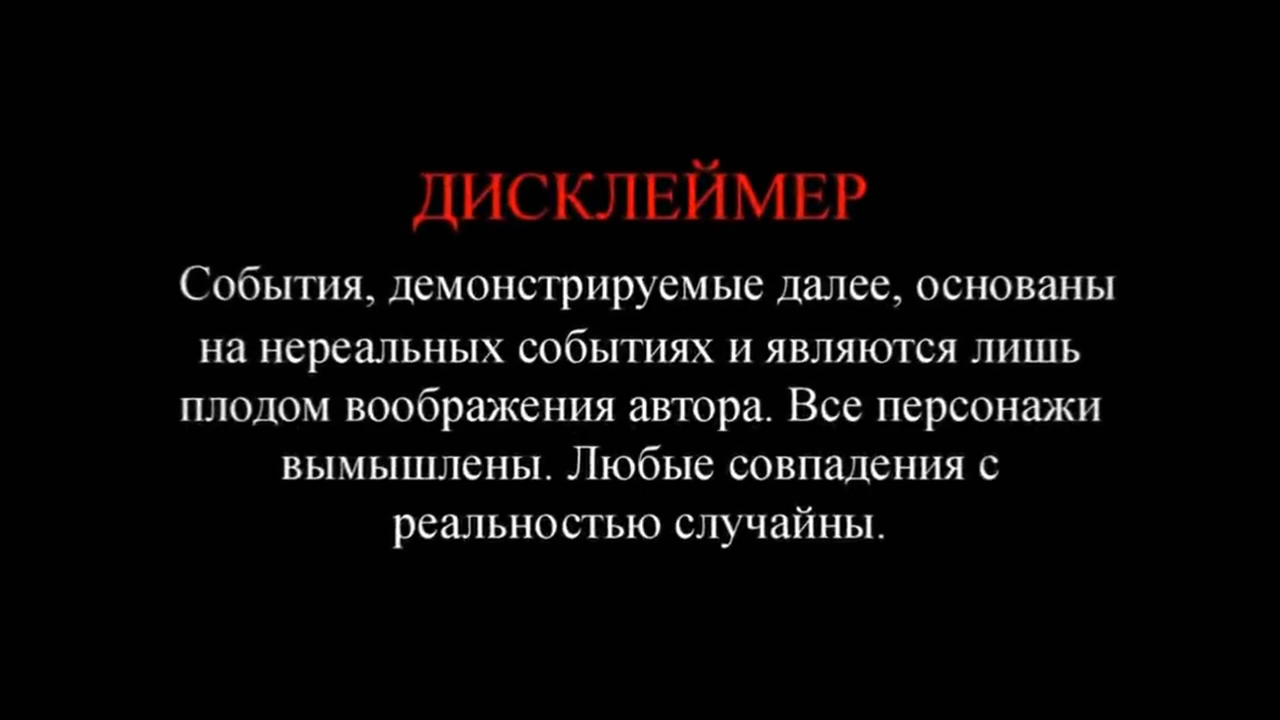 ДИСКЛЕЙМЕР
События, демонстрируемые далее, основаны
на нереальных событиях и являются лишь
плодом воображения автора. Все персонажи
вымышлены. Любые совпадения с
реальностью случайны.